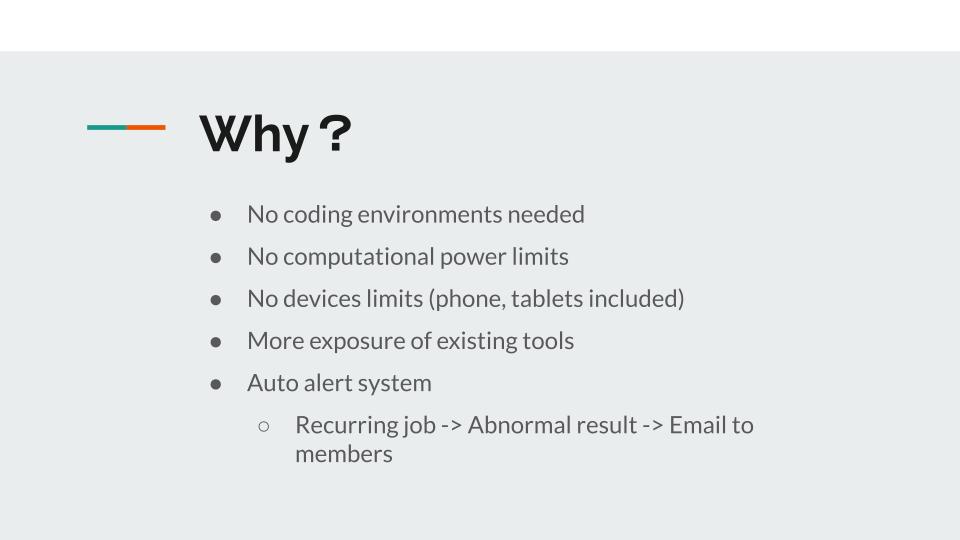 Why ?
● No coding environments needed
● No computational power limits
● No devices limits (phone, tablets included)
● More exposure of existing tools
● Auto alert system
○ Recurring job -> Abnormal result -> Email to
members